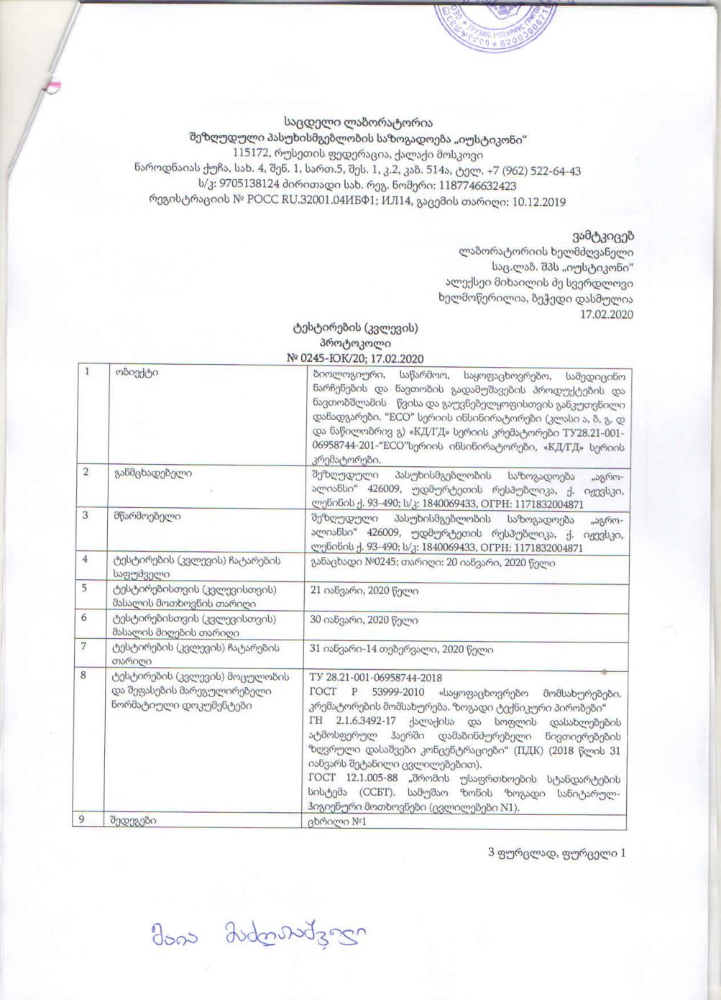 ГРУЗИЯ, НОТАРИУС
62003006719
საცდელი ლაბორატორია
შეზღუდული პასუხისმგებლობის საზოგადოება „იუსტიკონი“
115172, რუსეთის ფედერაცია, ქალაქი მოსკოვი
ნაროდნაიას ქუჩა, სახ. 4, შენ. 1, სართ.5, შეს. 1, კ.2, კაბ. 514ა, ტელ. +7 (962) 522-64-43
ს/კ: 9705138124 ძირითადი სახ. რეგ. ნომერი: 1187746632423
რეგისტრაციის № РОСС RU.32001.04ИБФ1; ИЛ14, გაცემის თარიღი: 10.12.2019
ვამტკიცებ
ლაბორატორიის ხელმძღვანელი
საც.ლაბ. შპს „იუსტიკონი“
ალექსეი მიხაილის ძე სვერდლოვი
ხელმოწერილია, ბეჭედი დასმულია
17.02.2020
ტესტირების (კვლევის)
პროტოკოლი
№ 0245-ЮК/20; 17.02.2020
1 ობიექტი ბიოლოგიური, საწარმოო, საყოფაცხოვრებო, სამედიცინო
ნარჩენების და ნავთობის გადამუშავების პროდუქტების და
ნავთობშლამის წვისა და გაუვნებელყოფისთვის განკუთვნილი
დანადგარები. “ECO” სერიის ინსინირატორები (კლასი ა, ბ, გ, დ
და ნაწილობრივ გ) «КД/ГД» სერიის კრემატორები ТУ28.21-001-
06958744-201-“ECO”სერიის ინსინირატორები, «КД/ГД» სერიის
კრემატორები.
2 განმცხადებელი შეზღუდული პასუხისმგებლობის საზოგადოება „აგრო-
ალიანსი“ 426009, უდმურტეთის რესპუბლიკა, ქ. იჟევსკი,
ლენინის ქ. 93-490; ს/კ: 1840069433, ОГРН: 1171832004871
3 მწარმოებელი შეზღუდული პასუხისმგებლობის საზოგადოება „აგრო-
ალიანსი“ 426009, უდმურტეთის რესპუბლიკა, ქ. იჟევსკი,
ლენინის ქ. 93-490; ს/კ: 1840069433, ОГРН: 1171832004871
4 ტესტირების (კვლევის) ჩატარების განაცხადი №0245; თარიღი: 20 იანვარი, 2020 წელი
საფუძველი
5 ტესტირებისთვის (კვლევისთვის) 21 იანვარი, 2020 წელი
მასალის მოთხოვნის თარიღი
6 ტესტირებისთვის (კვლევისთვის) 30 იანვარი, 2020 წელი
მასალის მიღების თარიღი
7 ტესტირების (კვლევის) ჩატარების 31 იანვარი-14 თებერვალი, 2020 წელი
თარიღი
8 ტესტირების (კვლევის) მოცულობის ТУ 28.21-001-06958744-2018
და შეფასების მარეგულირებელი ГОСТ Р 53999-2010 «საყოფაცხოვრებო მომსახურებები.
ნორმატიული დოკუმენტები კრემატორების მომსახურება. ზოგადი ტექნიკური პირობები“
ГН 2.1.6.3492-17 ქალაქისა და სოფლის დასახლებების
ატმოსფერულ ჰაერში დამაბინძურებელი ნივთიერებების
ზღვრული დასაშვები კონცენტრაციები“ (ПДК) (2018 წლის 31
იანვარს შეტანილი ცვლილებებით).
ГОСТ 12.1.005-88 „შრომის უსაფრთხოების სტანდარტების
სისტემა (ССБТ). სამუშაო ზონის ზოგადი სანიტარულ-
ჰიგიენური მოთხოვნები (ცვლილებები N1).
9 შედეგები ცხრილი №1
3 ფურცლად, ფურცელი 1
მაია